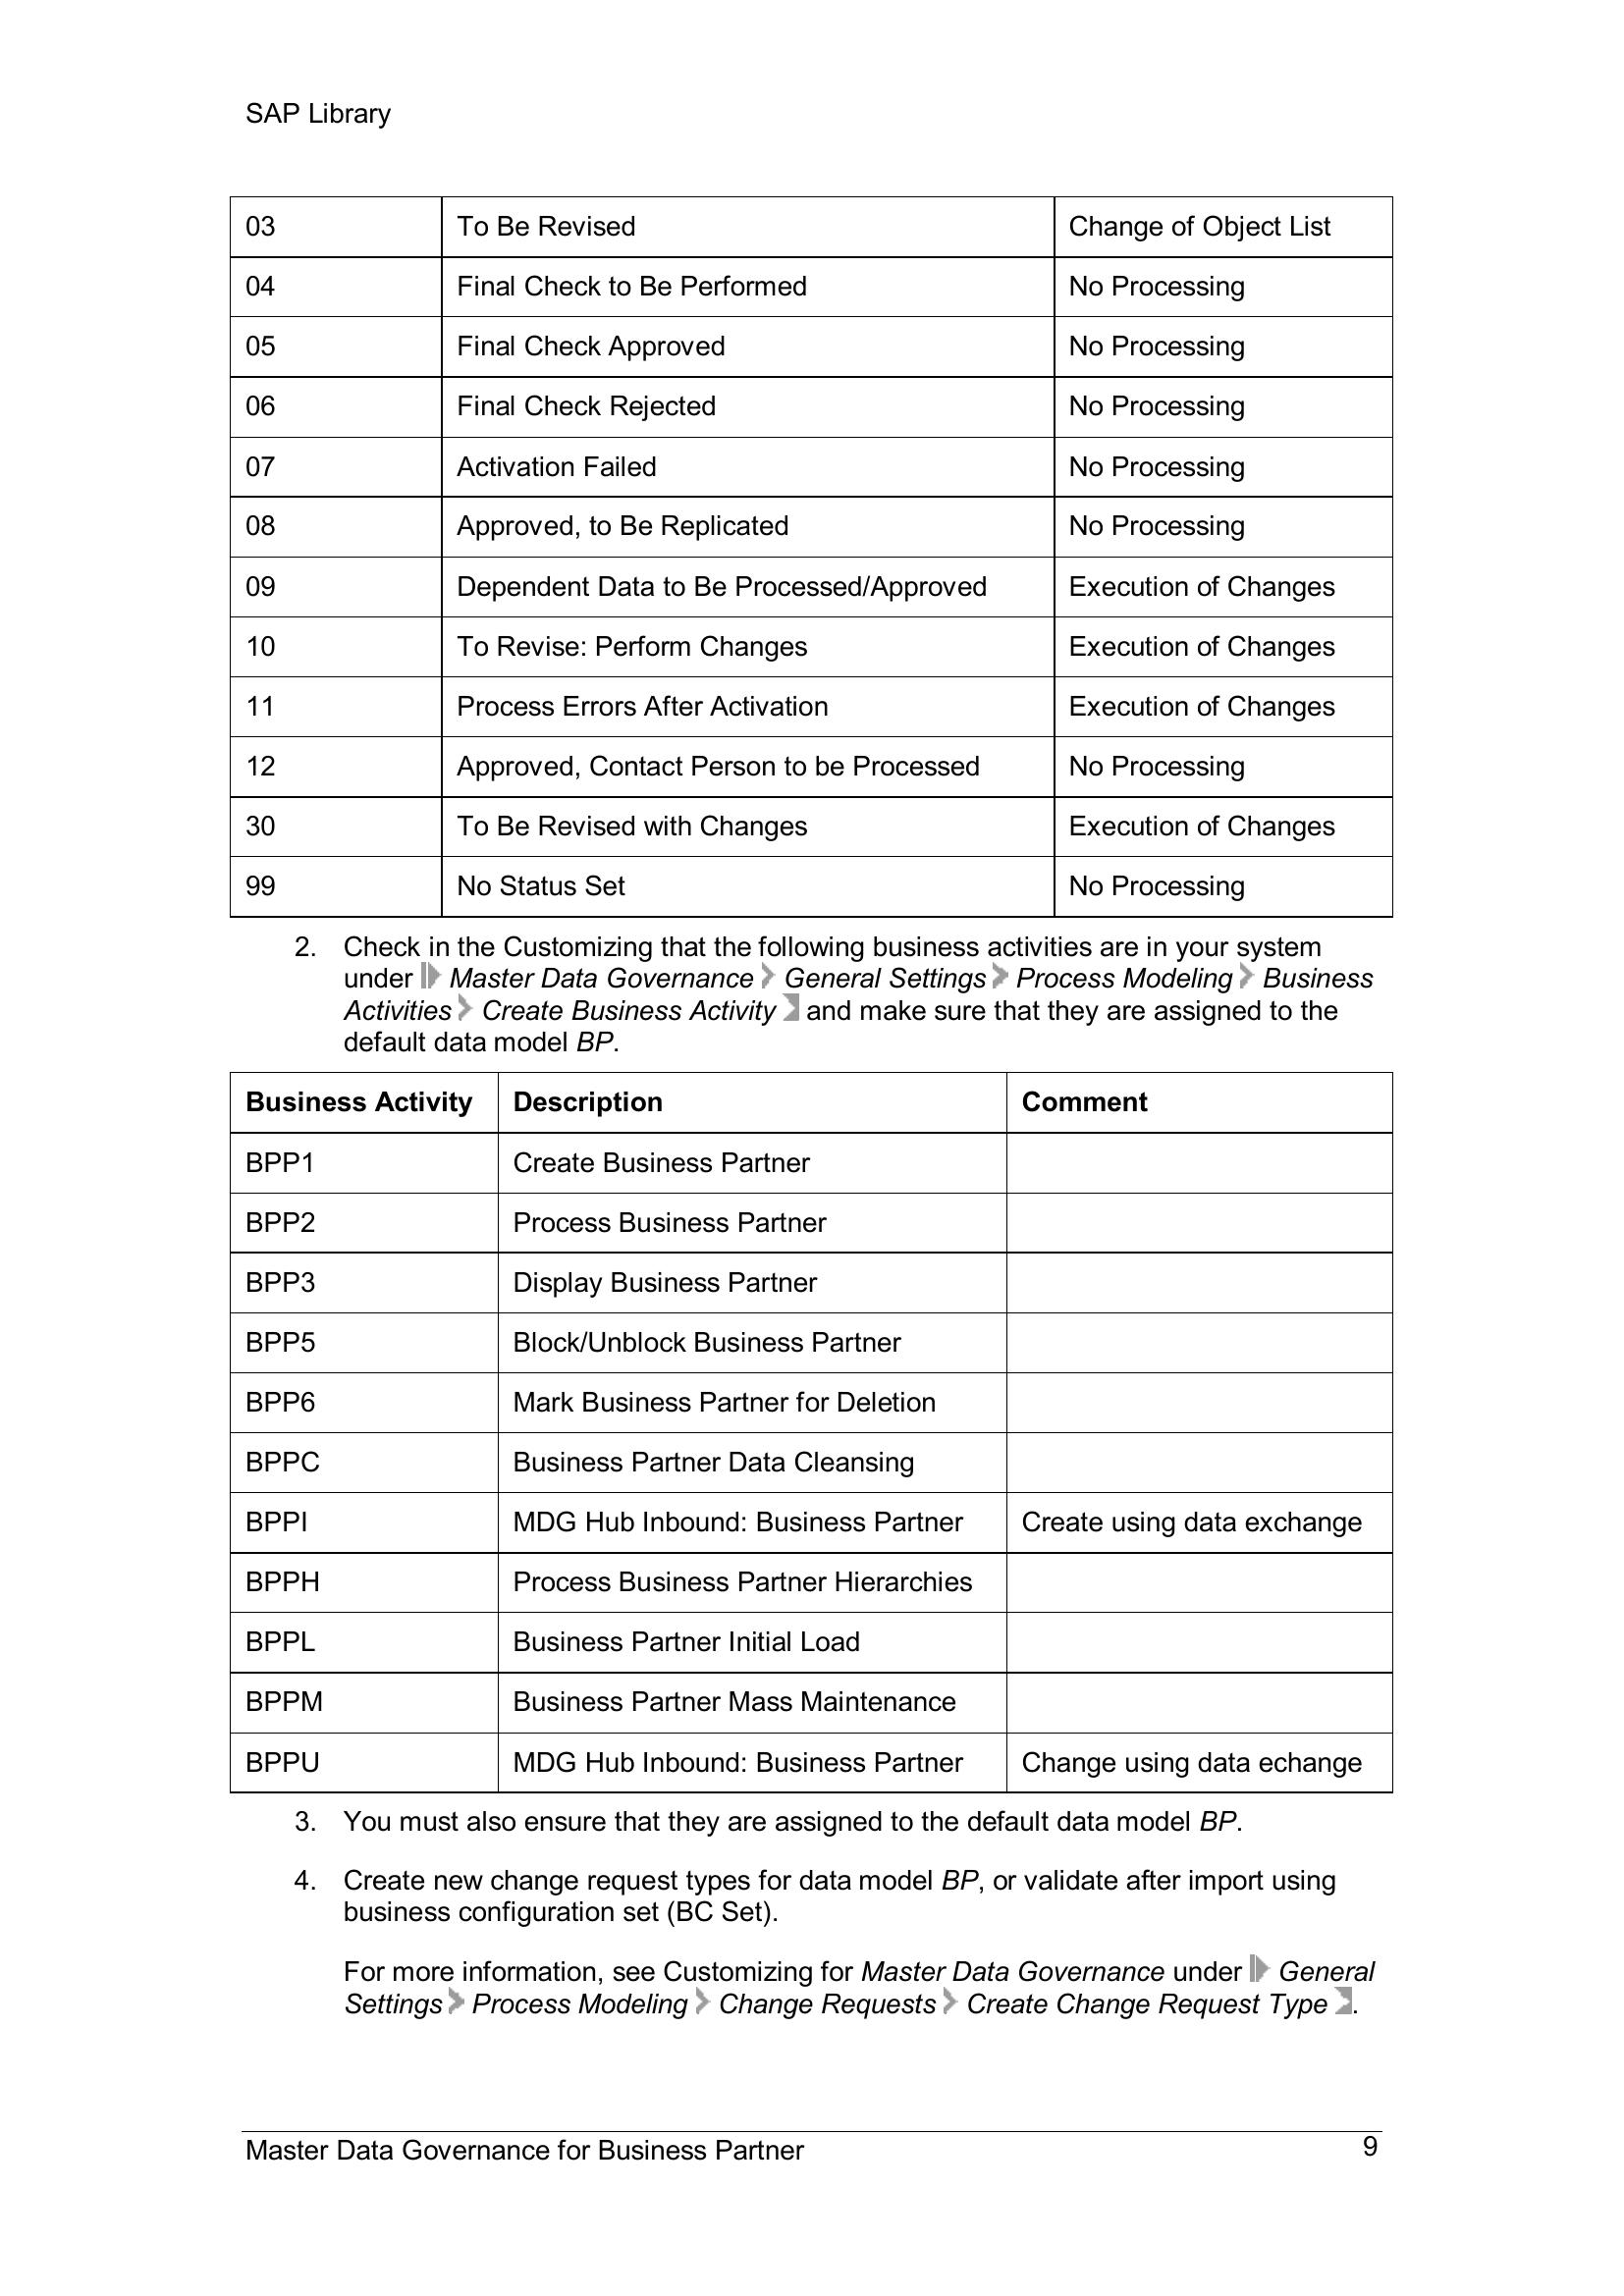 SAP Library
03 To Be Revised Change of Object List
04 Final Check to Be Performed No Processing
05 Final Check Approved No Processing
06 Final Check Rejected No Processing
07 Activation Failed No Processing
08 Approved, to Be Replicated No Processing
09 Dependent Data to Be Processed/Approved Execution of Changes
10 To Revise: Perform Changes Execution of Changes
11 Process Errors After Activation Execution of Changes
12 Approved, Contact Person to be Processed No Processing
30 To Be Revised with Changes Execution of Changes
99 No Status Set No Processing
2. Check in the Customizing that the following business activities are in your system
under Master Data Governance General Settings Process Modeling Business
Activities Create Business Activity and make sure that they are assigned to the
default data model BP.
Business Activity Description Comment
BPP1 Create Business Partner
BPP2 Process Business Partner
BPP3 Display Business Partner
BPP5 Block/Unblock Business Partner
BPP6 Mark Business Partner for Deletion
BPPC Business Partner Data Cleansing
BPPI MDG Hub Inbound: Business Partner Create using data exchange
BPPH Process Business Partner Hierarchies
BPPL Business Partner Initial Load
BPPM Business Partner Mass Maintenance
BPPU MDG Hub Inbound: Business Partner Change using data echange
3. You must also ensure that they are assigned to the default data model BP.
4. Create new change request types for data model BP, or validate after import using
business configuration set (BC Set).
For more information, see Customizing for Master Data Governance under General
Settings Process Modeling Change Requests Create Change Request Type .
Master Data Governance for Business Partner 9